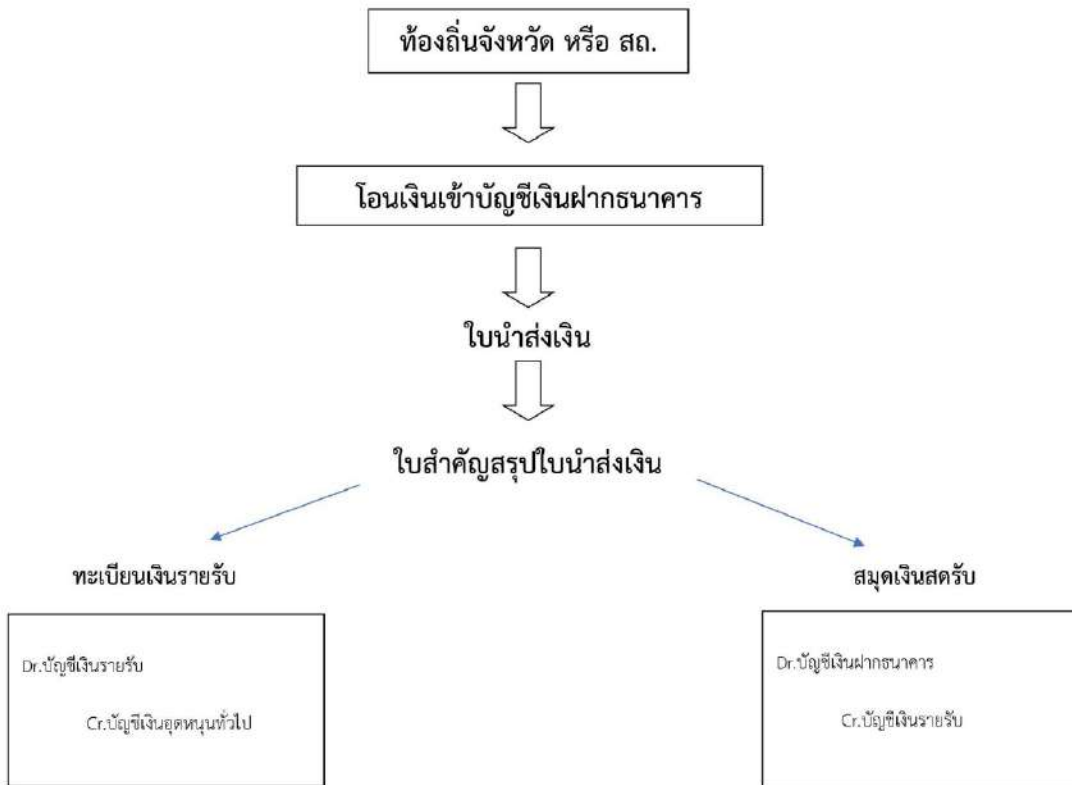 ท้องถิ่นจังหวัด หรือ สถ.
โอนเงินเข้าบัญชีเงินฝากธนาคาร
ใบนำส่งเงิน
ใบสำคัญสรุปใบนำส่งเงิน
ทะเบียนเงินรายรับ
สมุดเงินสดรับ
Dr.บัญชีเงินรายรับ
Cr.บัญชีเงินอุดหนุนทั่วไป
Dr.บัญชีเงินฝากธนาคาร
Cr.บัญชีเงินรายรับ